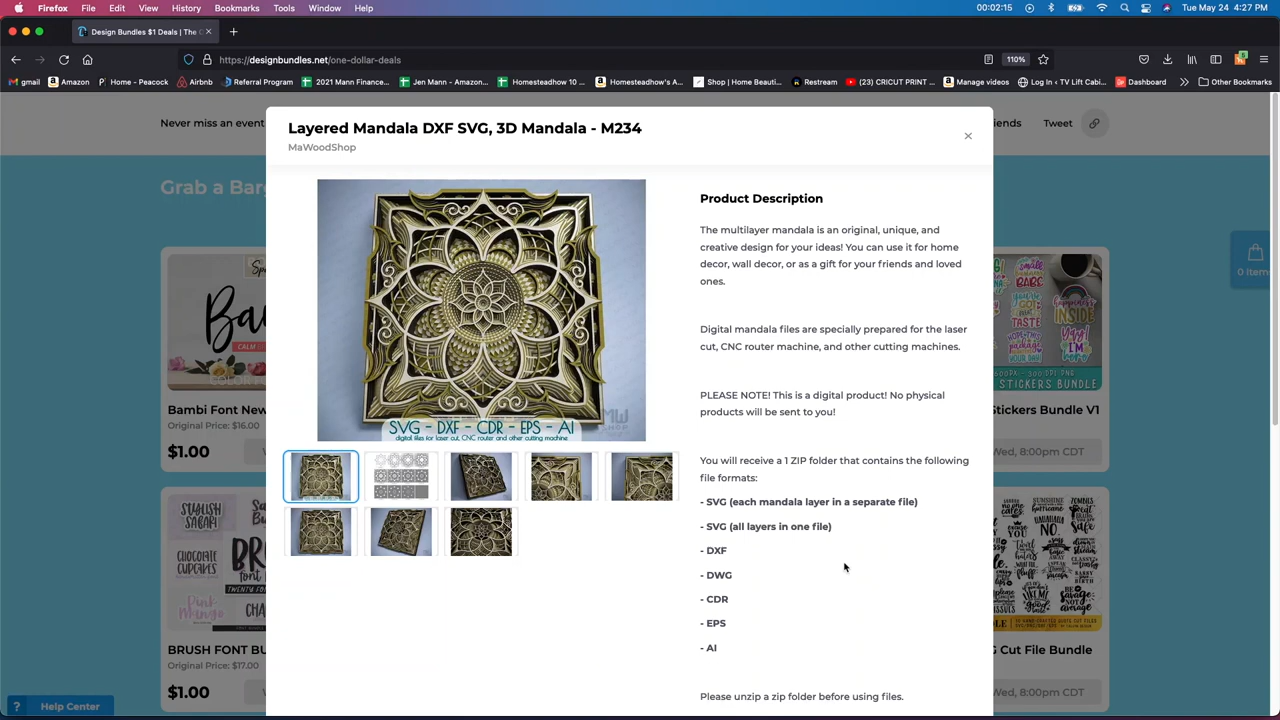 Firefox File Edit View History Bookmarks Tools Window Help 00:02:15 Tue May 24 4:27 PM
Design Bundles $1 Deals | The O
https://designbundles.net/one-dollar-deals 110%
gmail Amazon Home - Peacock Airbnb Referral Program 2021 Mann Finance... Jen Mann - Amazon... Homesteadhow 10 ... Homesteadhow's A... Shop | Home Beauti... Restream (23) CRICUT PRINT ... Manage videos Log In ‹ TV Lift Cabi... Dashboard Other Bookmarks
Never miss an event
iends Tweet
Layered Mandala DXF SVG, 3D Mandala - M234
MaWoodShop
Grab a Barg
SVG - DXF - CDR - EPS - AI
digital files for laser cut, CNC router and other cutting machine
MW
Product Description
The multilayer mandala is an original, unique, and
creative design for your ideas! You can use it for home
decor, wall decor, or as a gift for your friends and loved
ones.
Digital mandala files are specially prepared for the laser
cut, CNC router machine, and other cutting machines.
PLEASE NOTE! This is a digital product! No physical
products will be sent to you!
You will receive a 1 ZIP folder that contains the following
file formats:
- SVG (each mandala layer in a separate file)
- SVG (all layers in one file)
- DXF
- DWG
- CDR
- EPS
- AI
Please unzip a zip folder before using files.
0 Items
Bambi Font New
Original Price: $16.00
$1.00
Stickers Bundle V1
Wed, 8:00pm CDT
BRUSH FONT BU
Original Price: $17.00
$1.00
G Cut File Bundle
Wed, 8:00pm CDT
CHOCOLATE
CUPCAKES
Pink
Mango
? Help Center